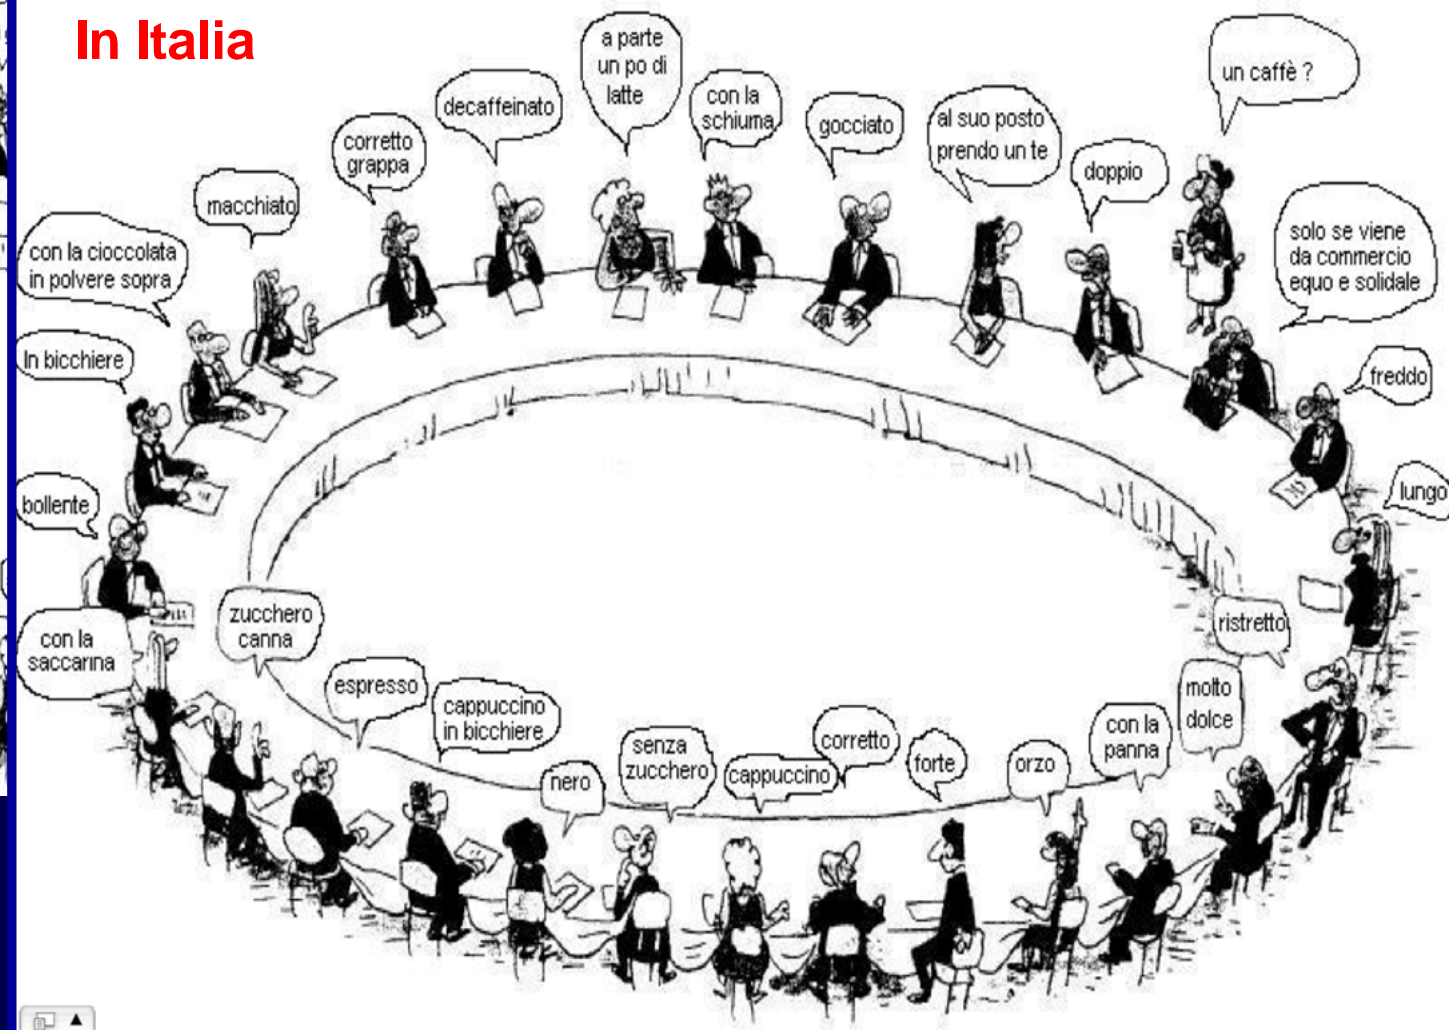 In Italia
un caffè ?
a parte
un po di
latte
con la
schiuma
decaffeinato
gocciato
al suo posto
prendo un te
corretto
grappa
doppio
macchiato
solo se viene
da commercio
equo e solidale
con la cioccolata
in polvere sopra
In bicchiere
freddo
bollente
lungo
zucchero
canna
ristretto
con la
saccarina
espresso
cappuccino
in bicchiere
molto
dolce
con la
panna
senza
zucchero
corretto
nero
cappuccino
forte
orzo